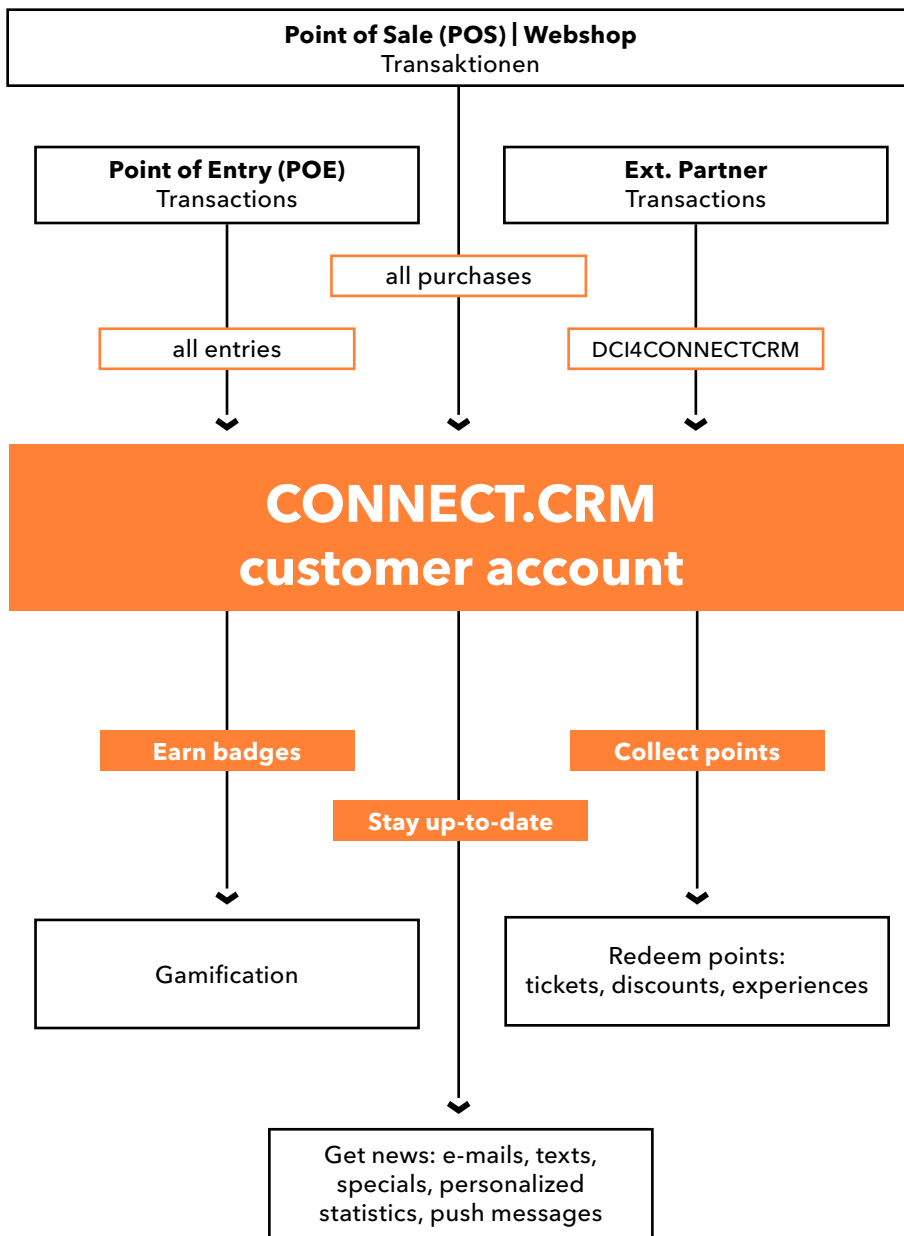 Point of Sale (POS) | Webshop
Transaktionen
Point of Entry (POE)
Transactions
Ext. Partner
Transactions
all purchases
all entries
DCI4CONNECTCRM
CONNECT.CRM
customer account
Earn badges
Collect points
Stay up-to-date
Gamification
Redeem points:
tickets, discounts, experiences
Get news: e-mails, texts,
specials, personalized
statistics, push messages